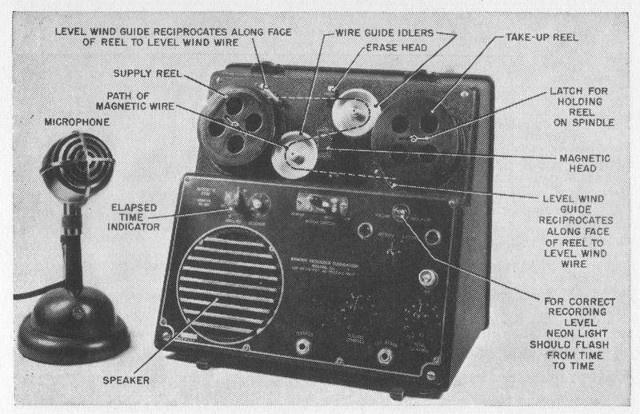 LEVEL WIND GUIDE RECIPROCATES ALONG FACE
OF REEL TO LEVEL WIND WIRE
WIRE GUIDE IDLERS
ERASE HEAD
TAKE-UP REEL
SUPPLY REEL
PATH OF
MAGNETIC WIRE
MICROPHONE
LATCH FOR
HOLDING
REEL
ON SPINDLE
MAGNETIC
HEAD
ELAPSED
TIME
INDICATOR
LEVEL WIND
GUIDE
RECIPROCATES
ALONG FACE
OF REEL TO
LEVEL WIND
WIRE
FOR CORRECT
RECORDING
LEVEL
NEON LIGHT
SHOULD FLASH
FROM TIME
TO TIME
SPEAKER